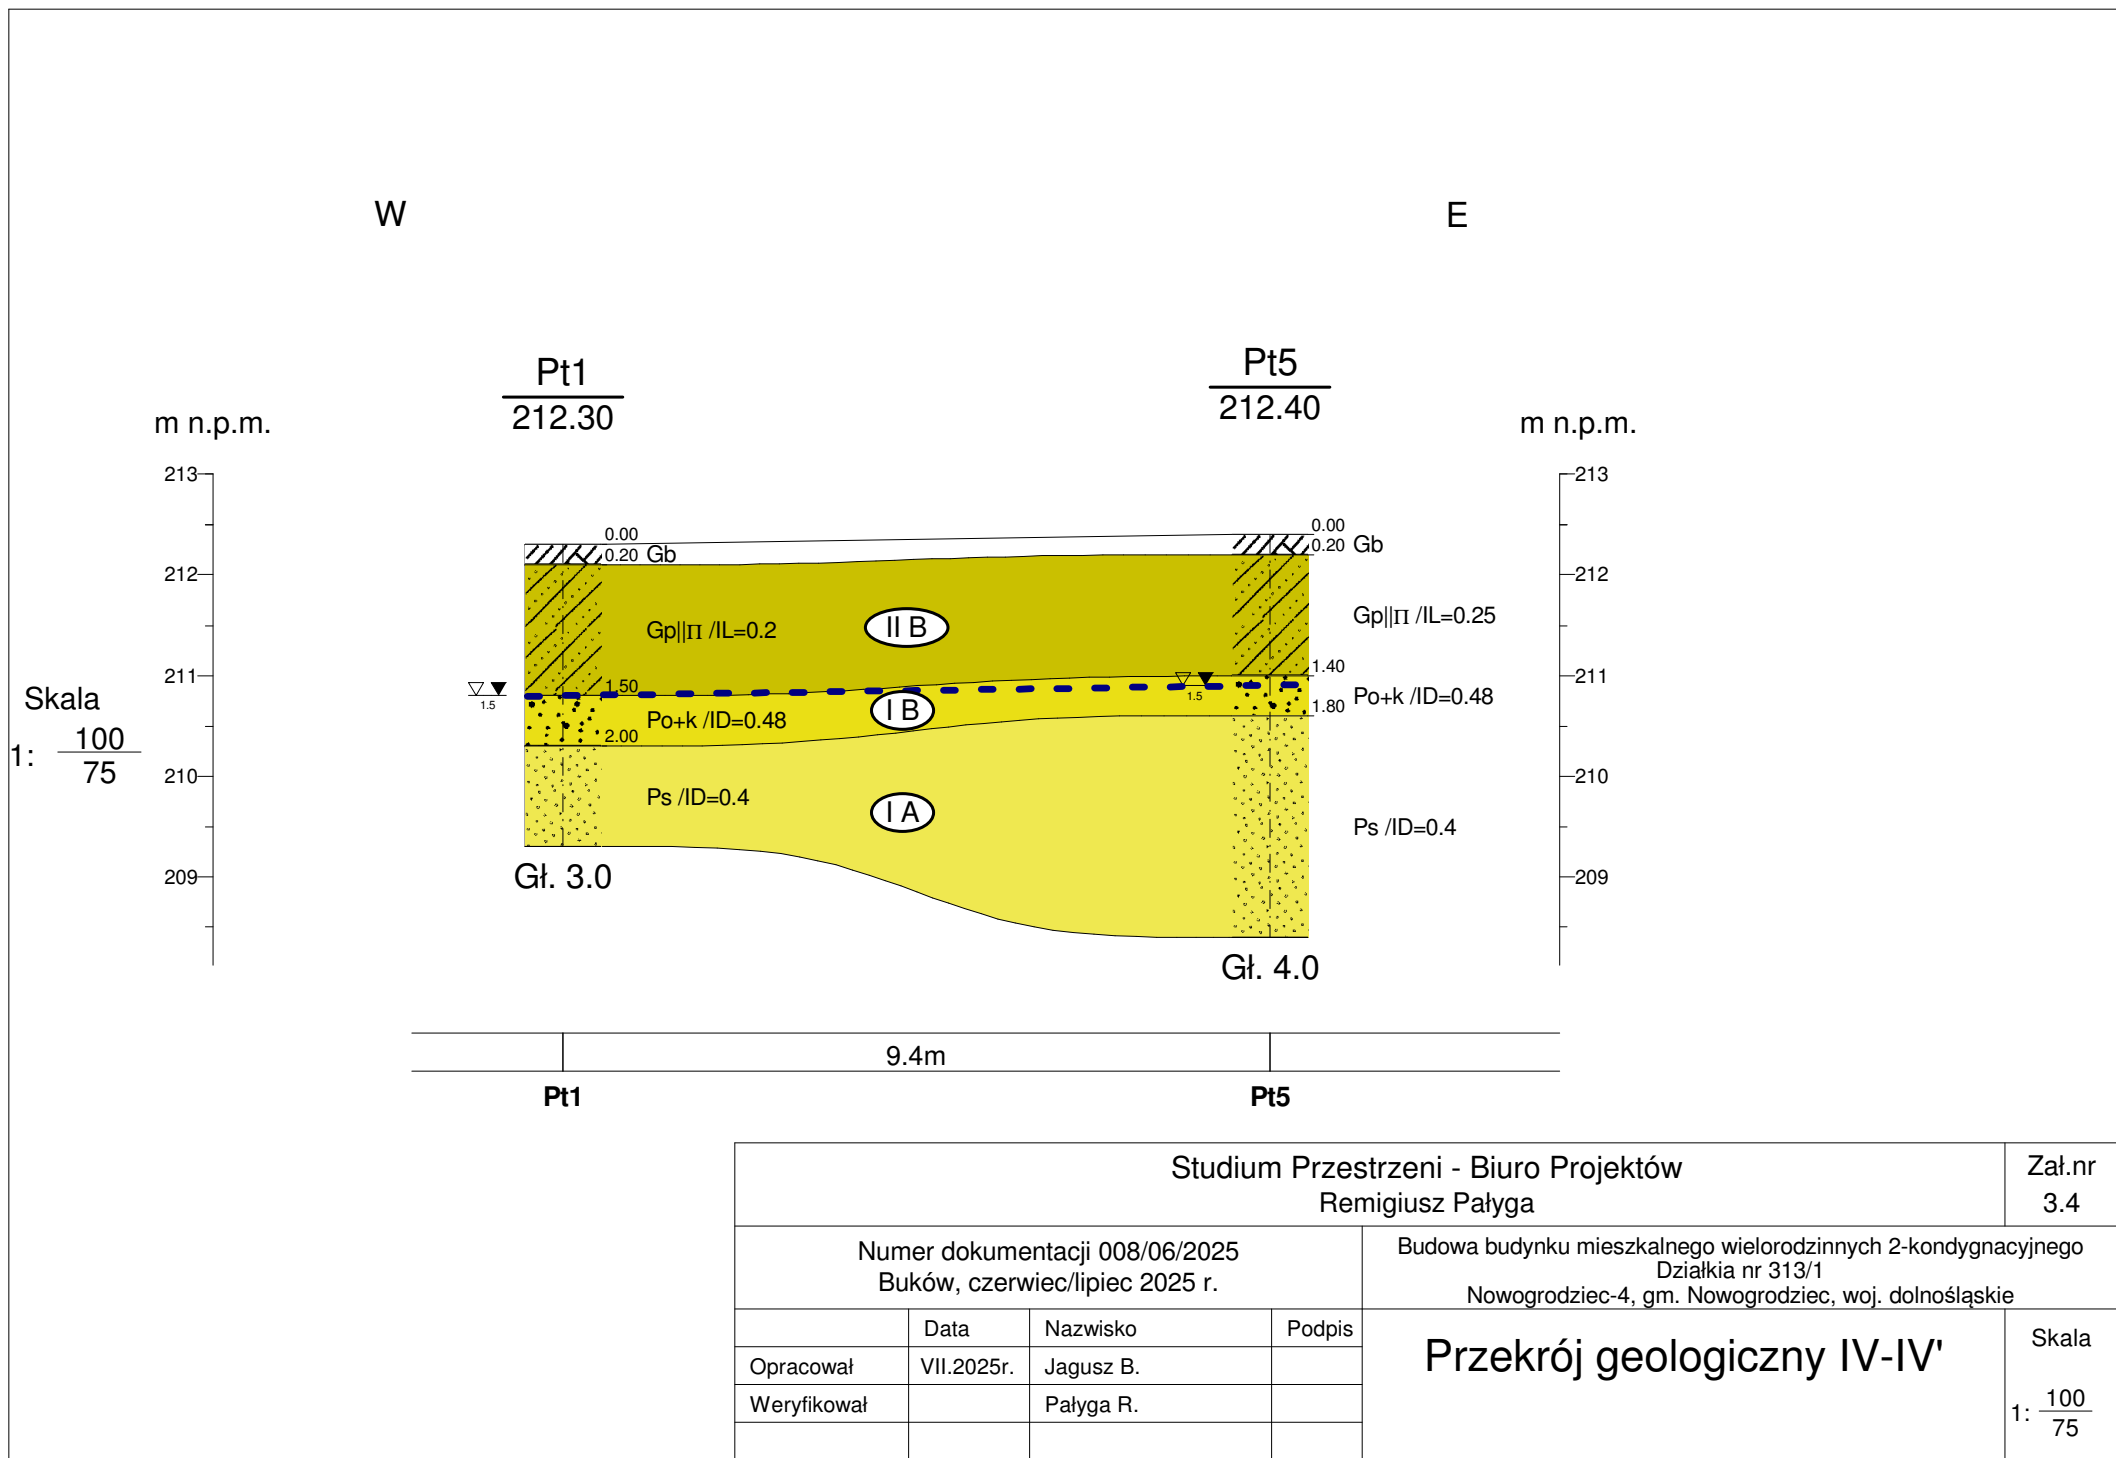 W
E
Pt1
212.30
Pt5
212.40
m n.p.m.
m n.p.m.
213
212
211
210
209
213
212
211
210
209
Skala
1: 100
75
0.00
0.20 Gb
Gp||Π /IL=0.2
1.50
Po+k /ID=0.48
2.00
Ps /ID=0.4
1.5
Gł. 3.0
II B
I B
I A
1.5
0.00
0.20 Gb
Gp||Π /IL=0.25
1.40
Po+k /ID=0.48
1.80
Ps /ID=0.4
Gł. 4.0
9.4m
Pt1
Pt5
Studium Przestrzeni - Biuro Projektów
Remigiusz Pałyga
Zał.nr
3.4
Numer dokumentacji 008/06/2025
Buków, czerwiec/lipiec 2025 r.
Budowa budynku mieszkalnego wielorodzinnych 2-kondygnacyjnego
Działkia nr 313/1
Nowogrodziec-4, gm. Nowogrodziec, woj. dolnośląskie
Data Nazwisko Podpis
Opracował VII.2025r. Jagusz B.
Weryfikował Pałyga R.
Przekrój geologiczny IV-IV'
Skala
1: 100
75